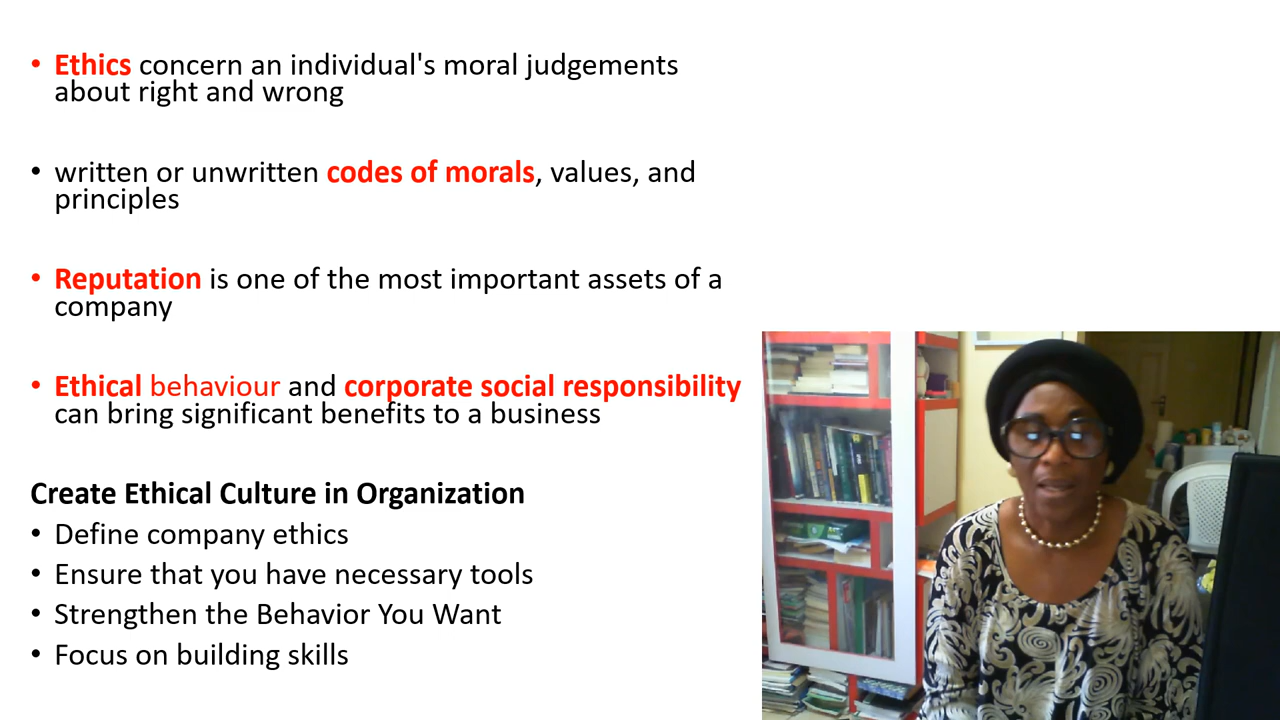 • Ethics concern an individual's moral judgements
about right and wrong
• written or unwritten codes of morals, values, and
principles
• Reputation is one of the most important assets of a
company
• Ethical behaviour and corporate social responsibility
can bring significant benefits to a business
Create Ethical Culture in Organization
• Define company ethics
• Ensure that you have necessary tools
• Strengthen the Behavior You Want
• Focus on building skills